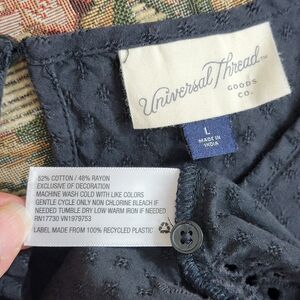 Universal Thread™
GOODS
CO.
L
MADE IN
INDIA
52% COTTON / 48% RAYON
EXCLUSIVE OF DECORATION
MACHINE WASH COLD WITH LIKE COLORS
GENTLE CYCLE ONLY NON CHLORINE BLEACH IF
NEEDED TUMBLE DRY LOW WARM IRON IF NEEDED
RN17730 VN1979753
LABEL MADE FROM 100% RECYCLED PLASTIC